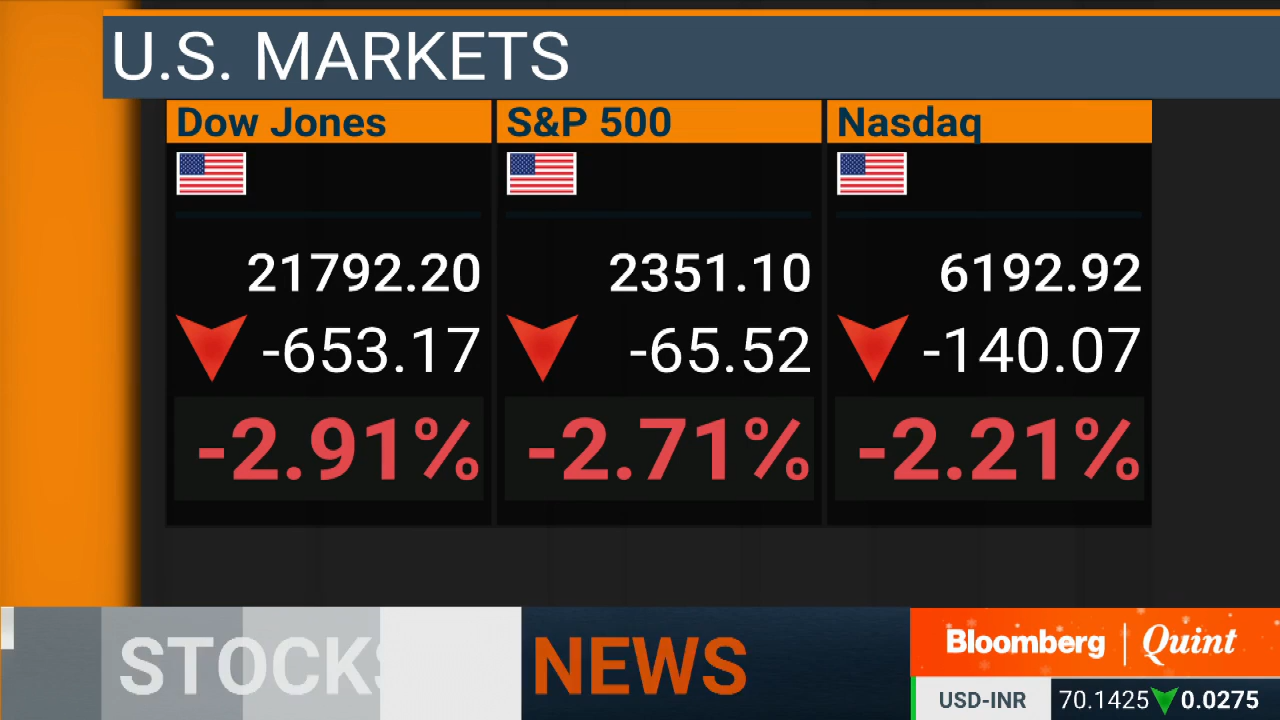 U.S. MARKETS
Dow Jones S&P 500 Nasdaq
21792.20 2351.10 6192.92
-653.17 -65.52 -140.07
-2.91% -2.71% -2.21%
STOCKS NEWS
Bloomberg | Quint
USD-INR 70.1425 0.0275